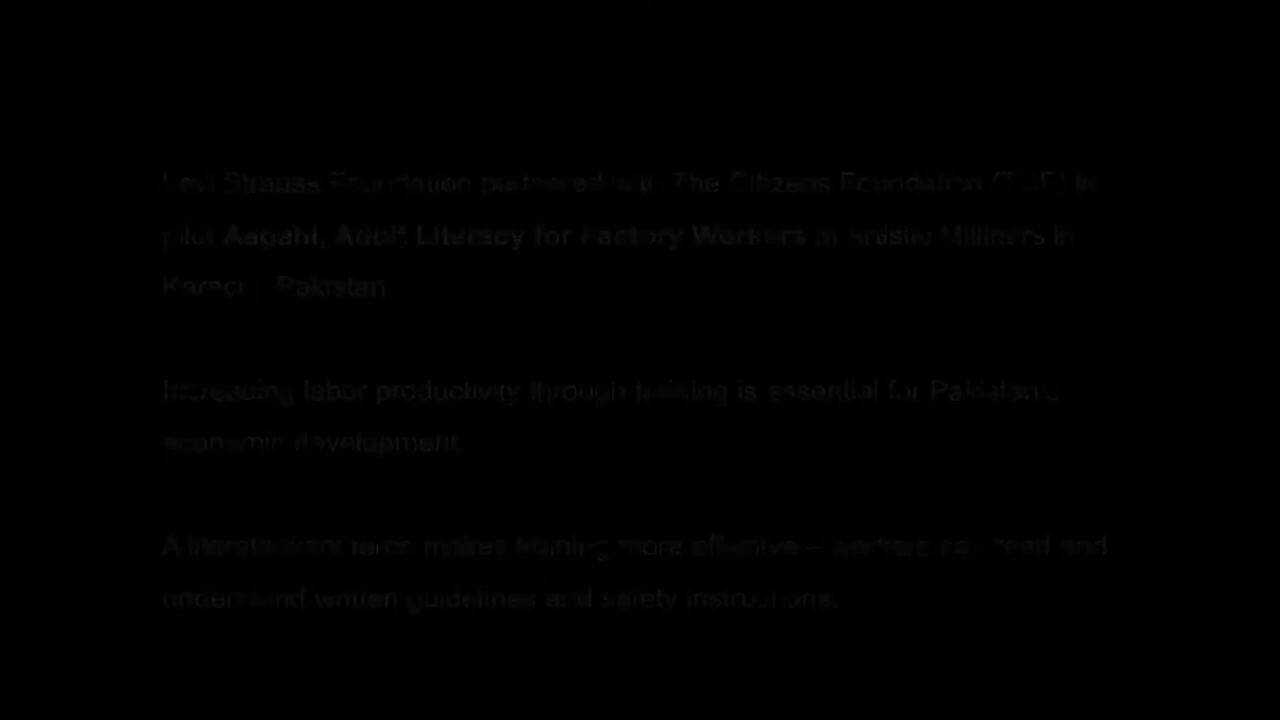 Levi Strauss Foundation partnered with The Citizens Foundation (TCF) to
pilot Aagahi, Adult Literacy for Factory Workers at Artistic Milliners in
Karachi, Pakistan
Increasing labor productivity through training is essential for Pakistan's
economic development.
A literate work force makes training more effective – workers can read and
understand written guidelines and safety instructions.